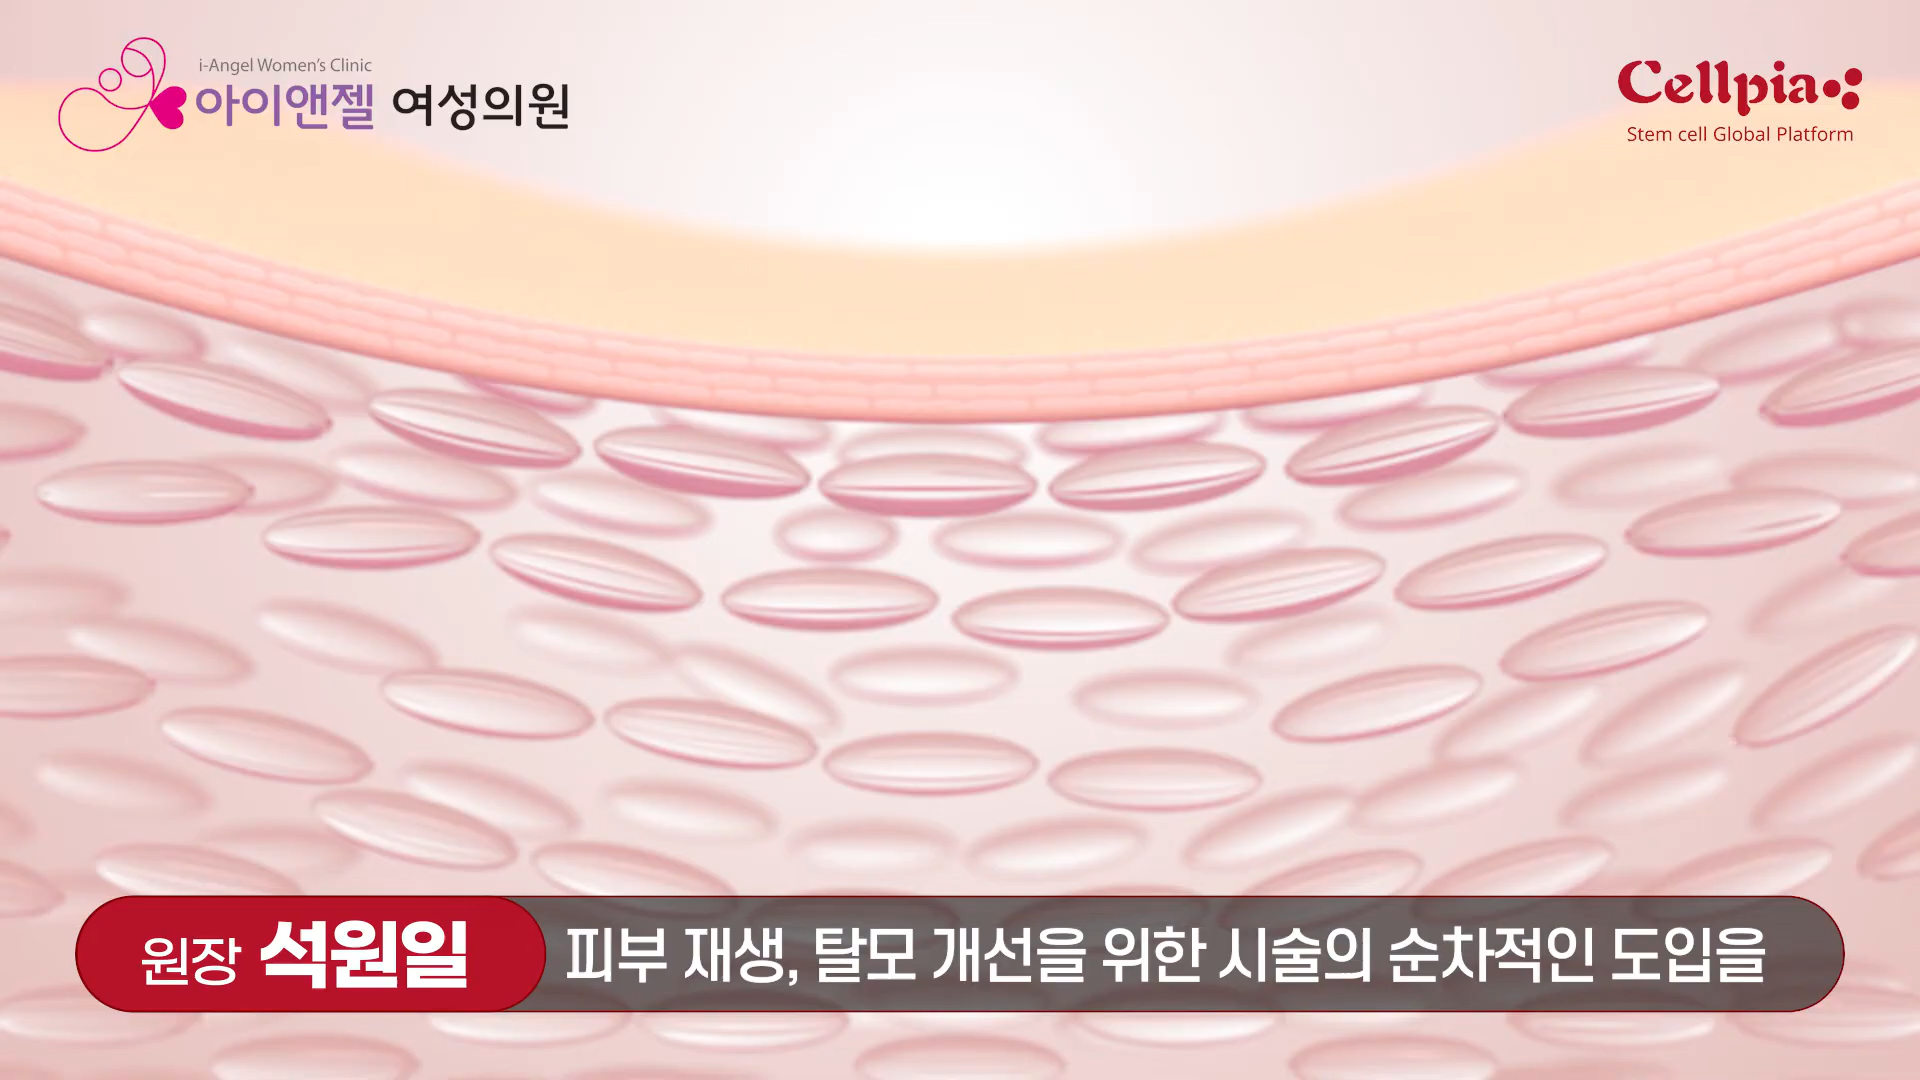 i-Angel Women's Clinic
아이앤젤 여성의원
Cellpia
Stem cell Global Platform
원장 석원일
피부 재생, 탈모 개선을 위한 시술의 순차적인 도입을